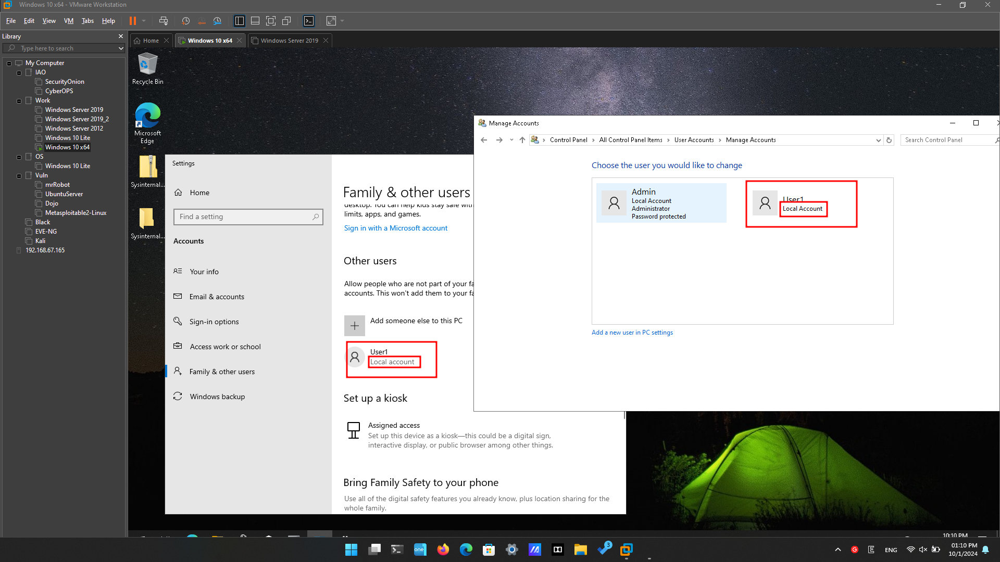 Windows 10 x64 - VMware Workstation
File Edit View VM Tabs Help
Library
Type here to search
My Computer
IAO
SecurityOnion
CyberOPS
Work
Windows Server 2019
Windows Server 2019_2
Windows Server 2012
Windows 10 Lite
Windows 10 x64
OS
Windows 10 Lite
Vuln
mrRobot
UbuntuServer
Dojo
Metasploitable2-Linux
Black
EVE-NG
Kali
192.168.67.165
Home
Windows 10 x64
Windows Server 2019
Recycle Bin
Microsoft
Edge
Sysinternal...
Sysinternal...
Settings
Home
Find a setting
Accounts
Your info
Email & accounts
Sign-in options
Access work or school
Family & other users
Windows backup
Family & other users
desktop. You can help kids stay safe with
limits, apps, and games.
Sign in with a Microsoft account
Other users
Allow people who are not part of your fa
accounts. This won't add them to your fa
Add someone else to this PC
User1
Local account
Set up a kiosk
Assigned access
Set up this device as a kiosk—this could be a digital sign,
interactive display, or public browser among other things.
Bring Family Safety to your phone
Use all of the digital safety features you already know, plus location sharing for the
whole family.
Manage Accounts
Control Panel > All Control Panel Items > User Accounts > Manage Accounts
Search Control Panel
Choose the user you would like to change
Admin
Local Account
Administrator
Password protected
User1
Local Account
Add a new user in PC settings
10:10 PM
one
3
G
E
ENG
01:10 PM
10/1/2024